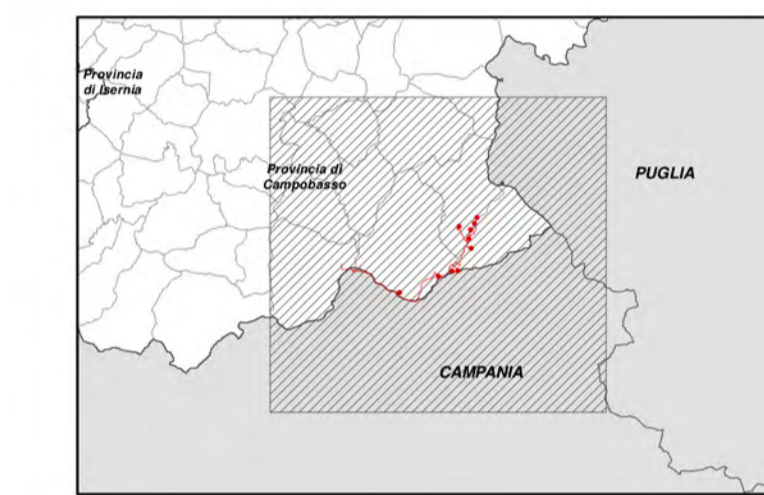 Provincia
di Isernia
Provincia di
Campobasso
PUGLIA
CAMPANIA